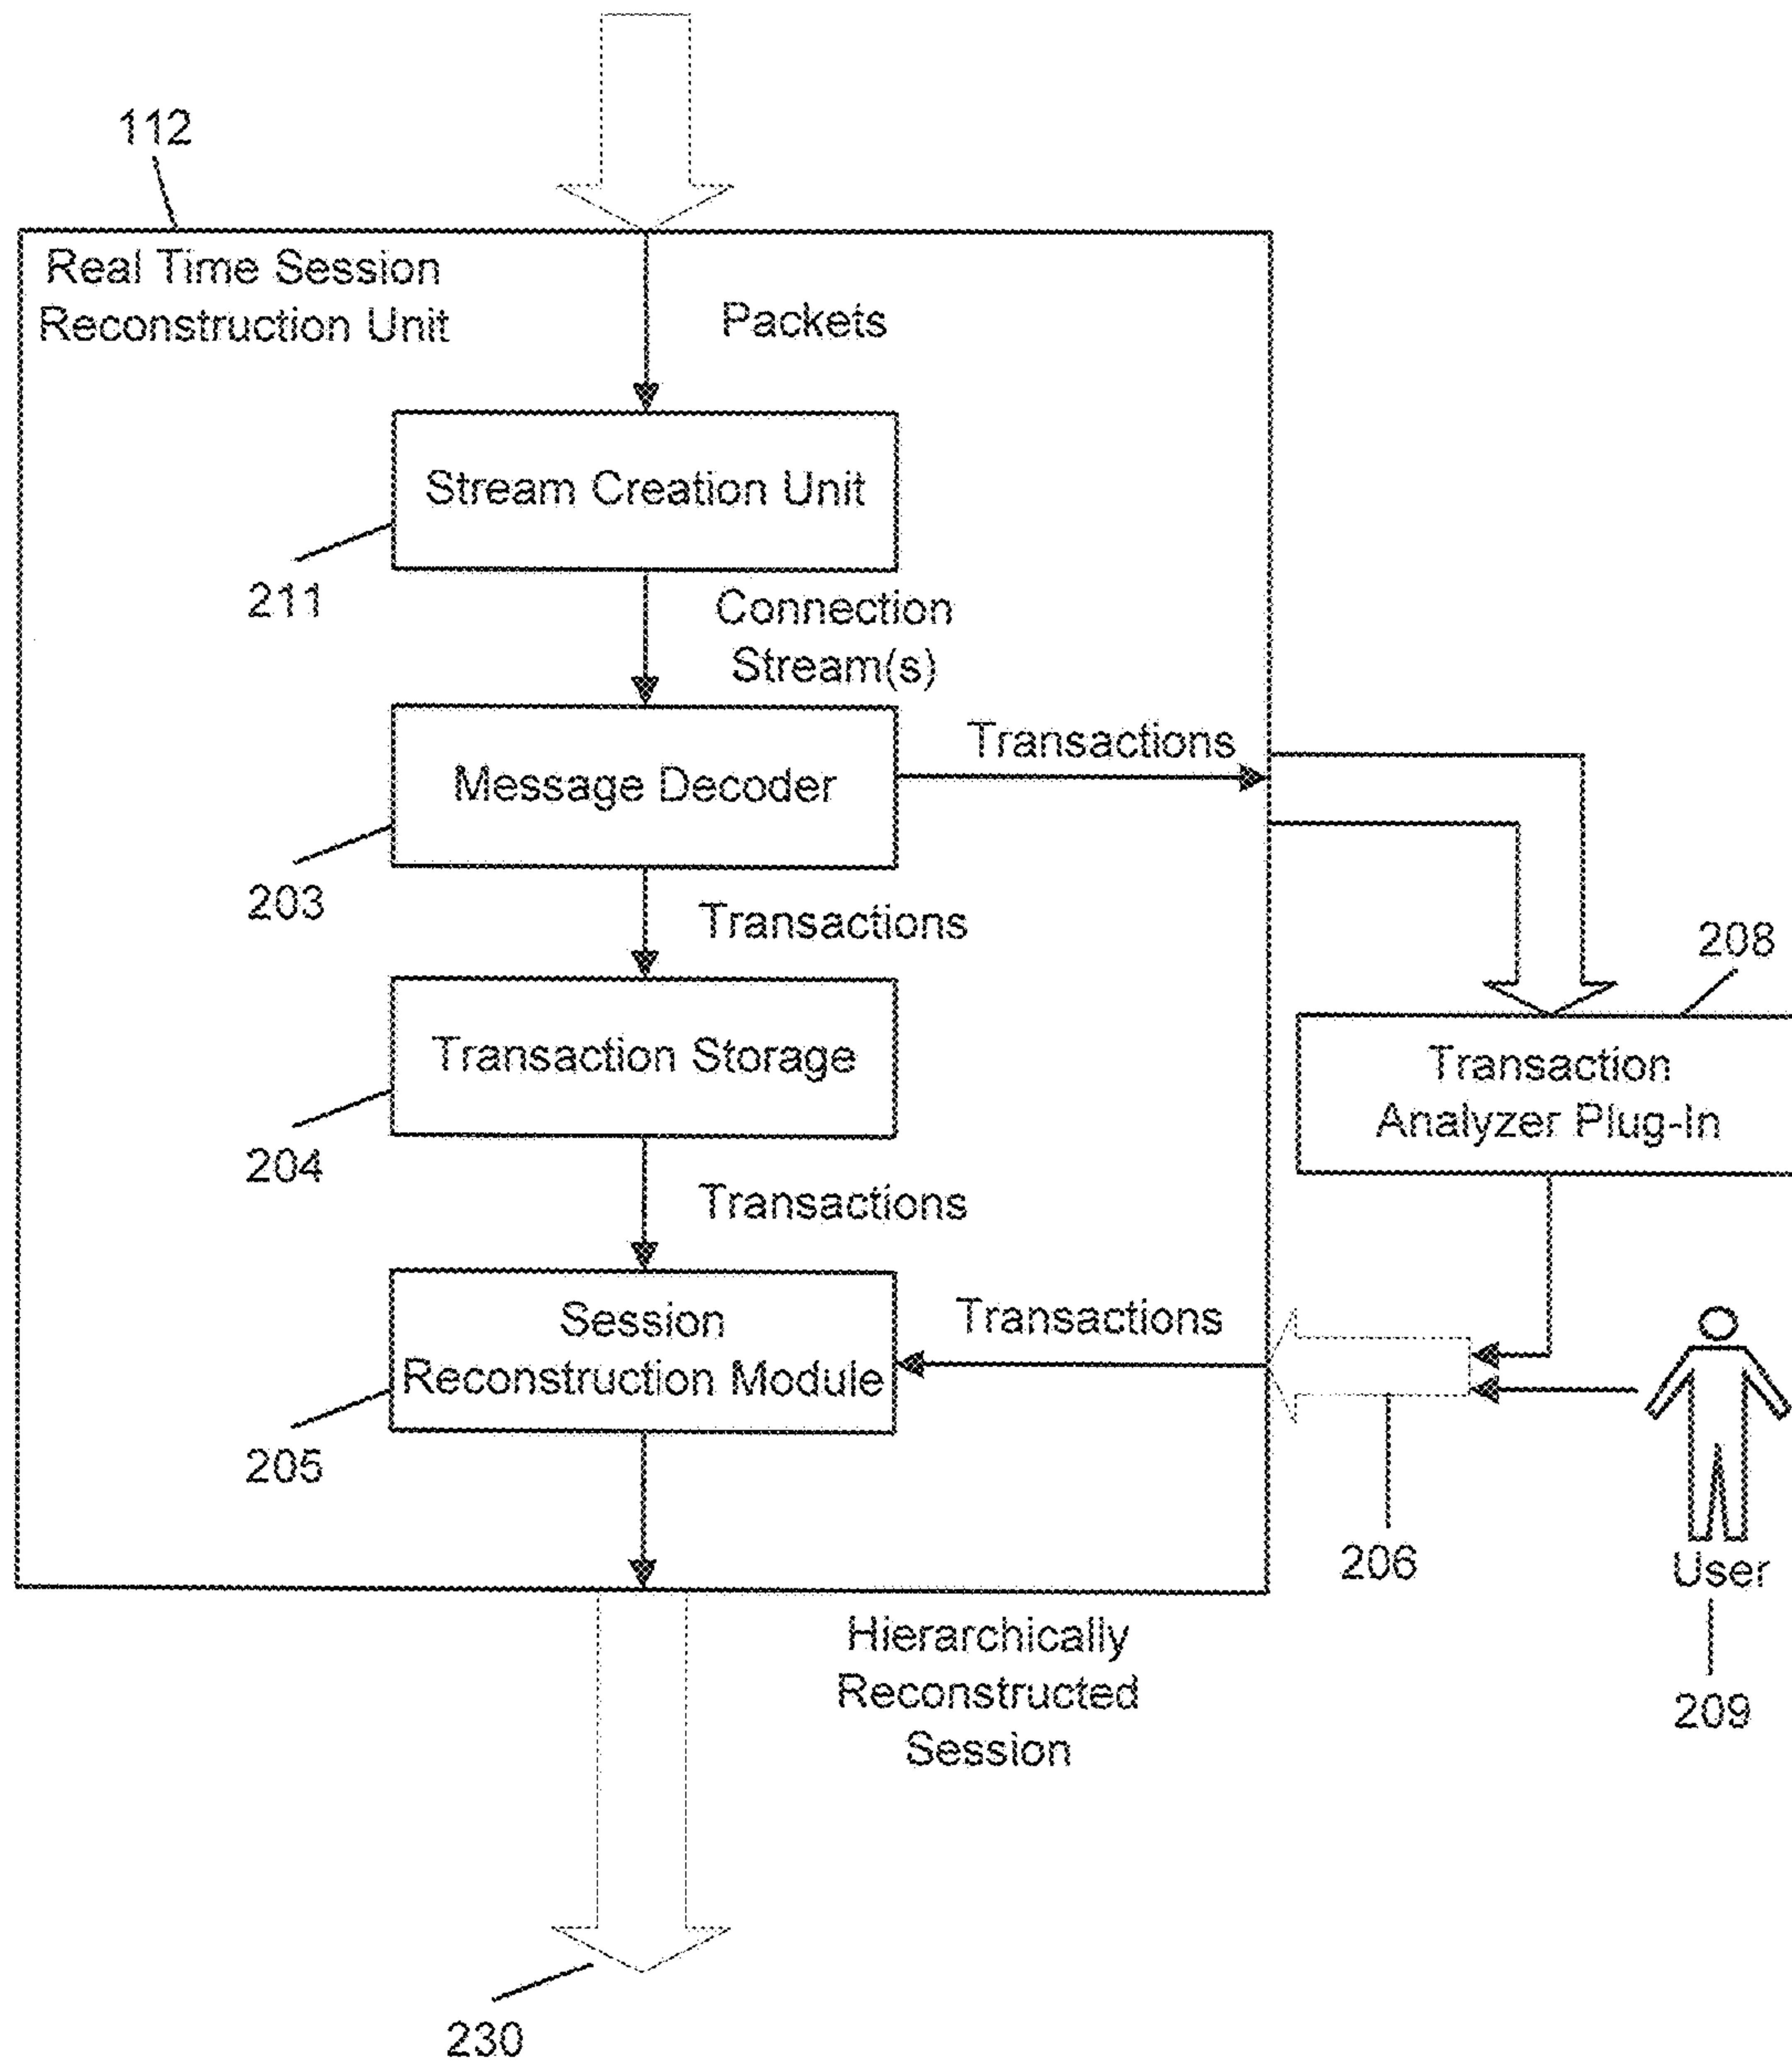 112
Real Time Session
Reconstruction Unit
Packets
Stream Creation Unit
211
Connection
Stream(s)
Transactions
Message Decoder
203
Transactions
208
Transaction Storage
Transaction
Analyzer Plug-In
204
Transactions
Session
Reconstruction Module
Transactions
205
206
User
Hierarchically
Reconstructed
Session
209
230